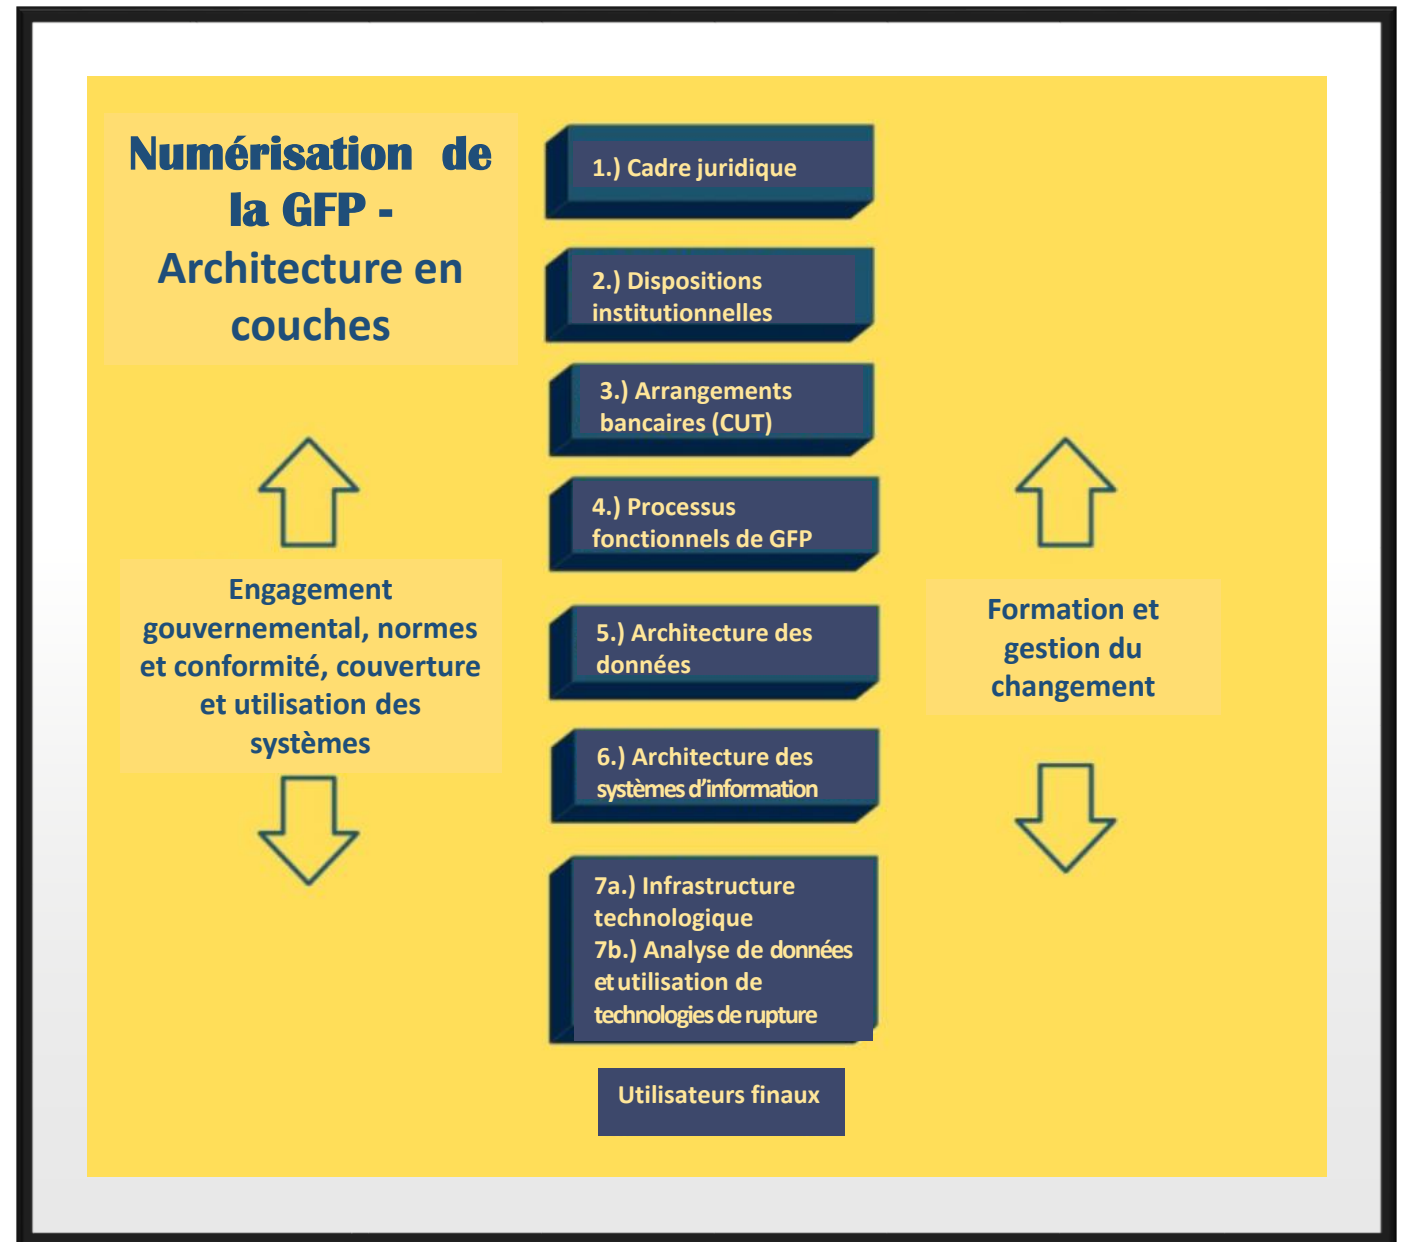 Numérisation de
la GFP -
Architecture en
couches
1.) Cadre juridique
2.) Dispositions
institutionnelles
3.) Arrangements
bancaires (CUT)
4.) Processus
fonctionnels de GFP
5.) Architecture des
données
6.) Architecture des
systèmes d'information
7a.) Infrastructure
technologique
7b.) Analyse de données
et utilisation de
technologies de rupture
Utilisateurs finaux
Engagement
gouvernemental, normes
et conformité, couverture
et utilisation des
systèmes
Formation et
gestion du
changement